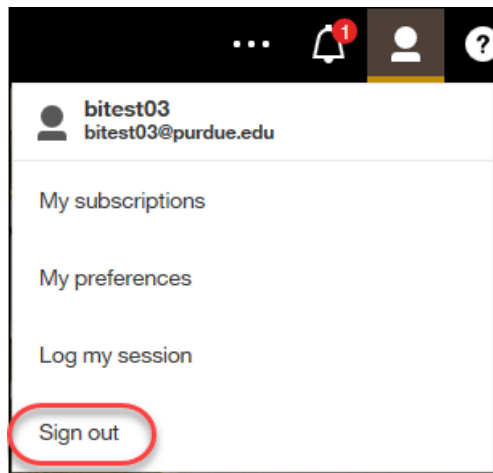 ... 1 ?
bitest03
bitest03@purdue.edu
My subscriptions
My preferences
Log my session
Sign out